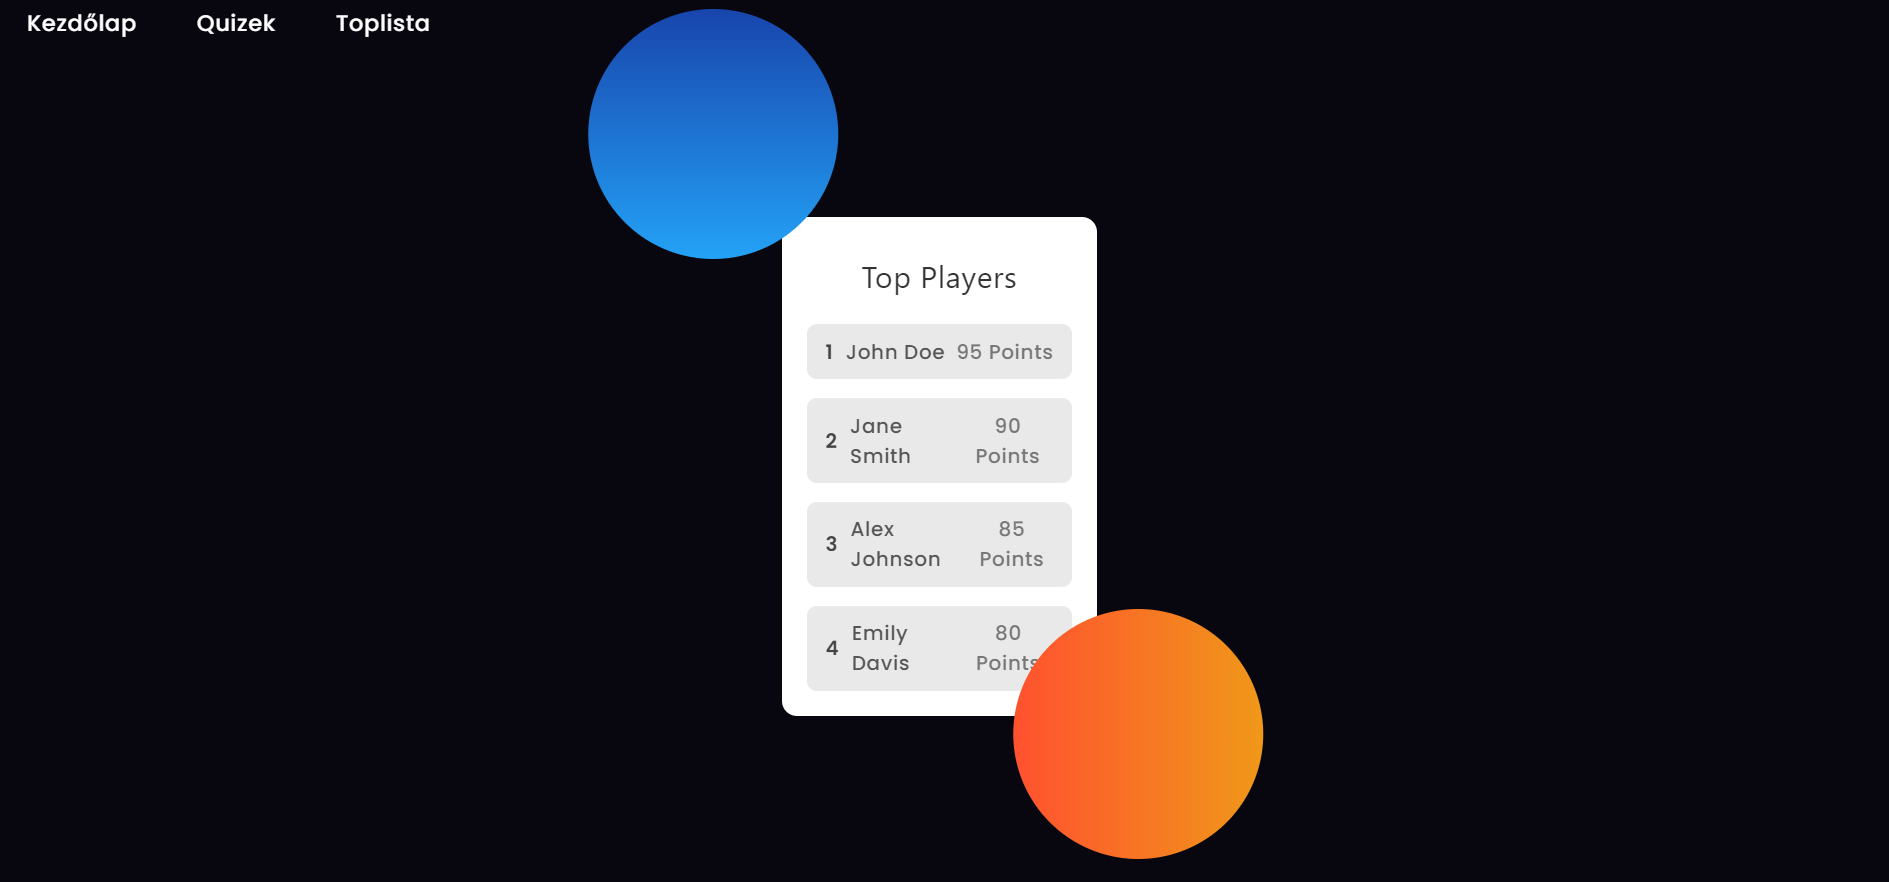 Kezdőlap Quizek Toplista
Top Players
1 John Doe 95 Points
2 Jane Smith 90 Points
3 Alex Johnson 85 Points
4 Emily Davis 80 Points